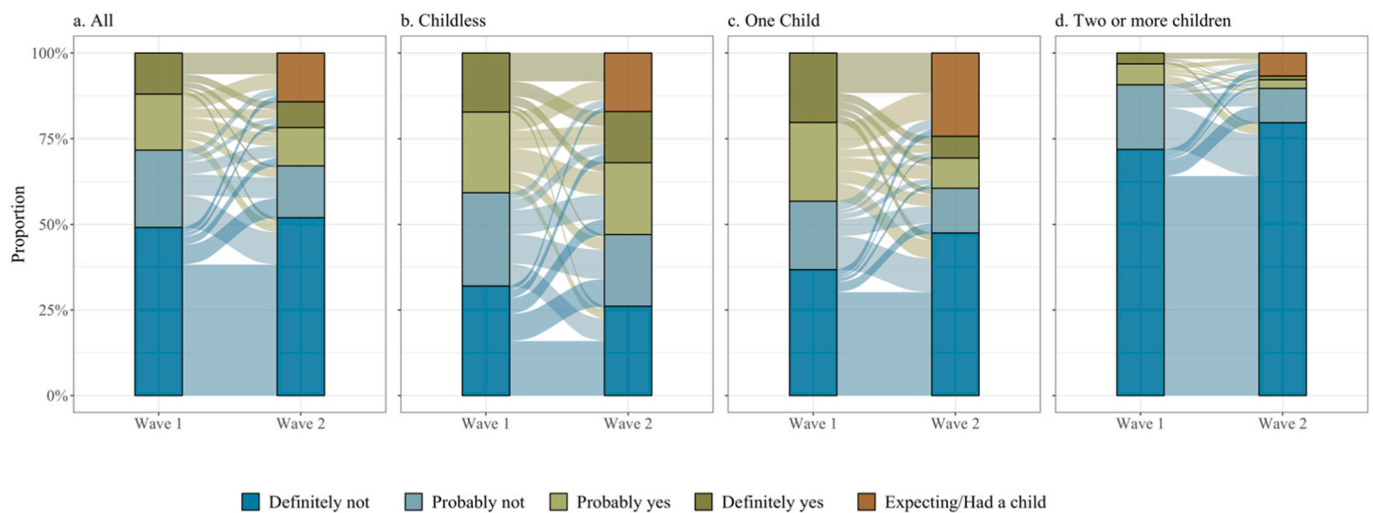 a. All
b. Childless
c. One Child
d. Two or more children
Proportion
100%
75%
50%
25%
0%
Wave 1 Wave 2
Wave 1 Wave 2
Wave 1 Wave 2
Wave 1 Wave 2
Definitely not Probably not Probably yes Definitely yes Expecting/Had a child